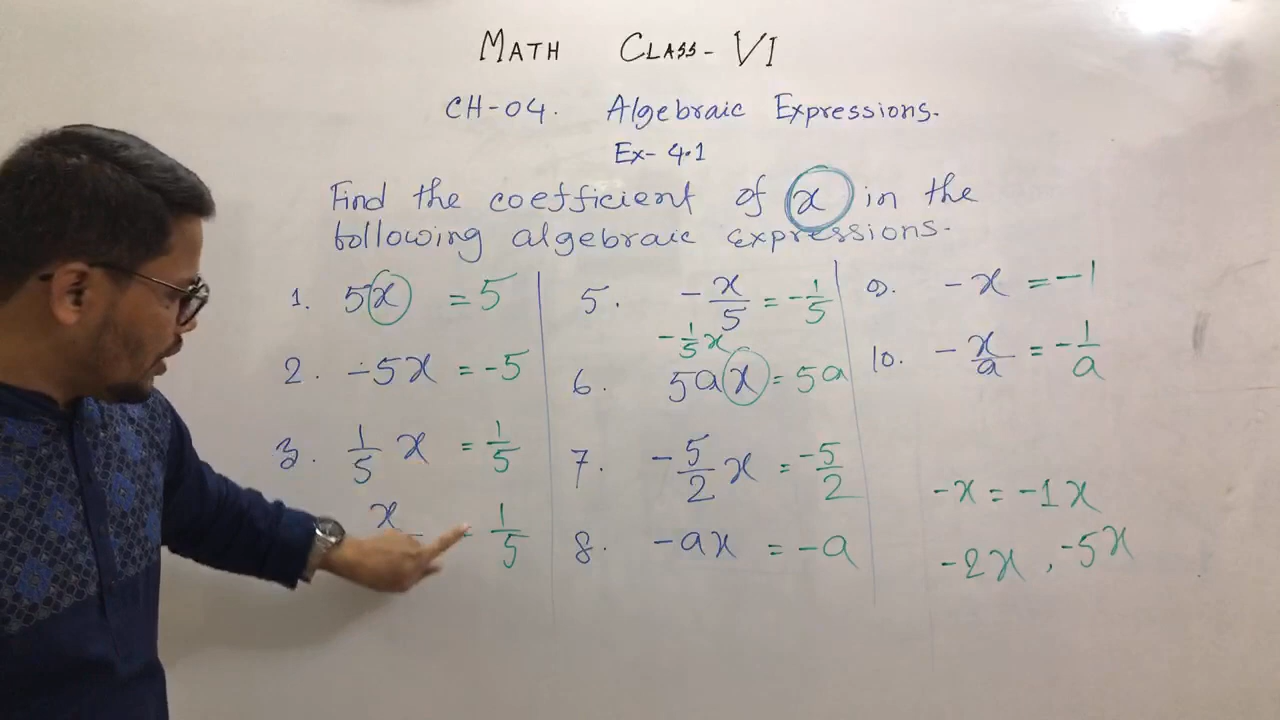 MATH CLASS-VI
CH-04. Algebraic Expressions.
Ex- 4.1
Find the coefficient of x in the
following algebraic expressions.
1. 5x = 5
2. -5x = -5
3. 1/5 x = 1/5
x = 1/5
5. -x/5 = -1/5
-1/5 x
6. 5ax = 5a
7. -5/2 x = -5/2
8. -ax = -a
9. -x = -1
10. -x/a = -1/a
-x = -1x
-2x, -5x